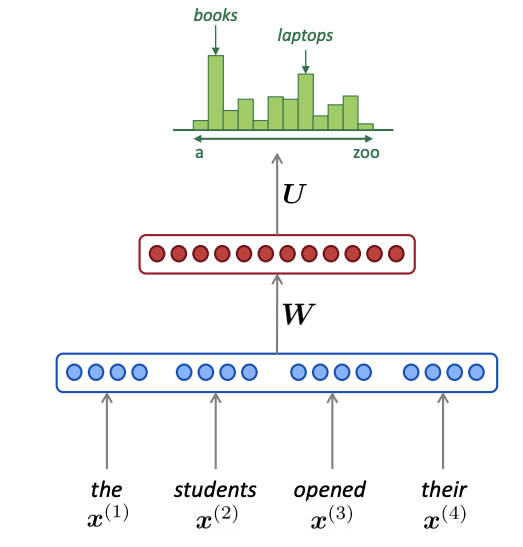 books
laptops
a zoo
U
W
the students opened their
x^(1) x^(2) x^(3) x^(4)